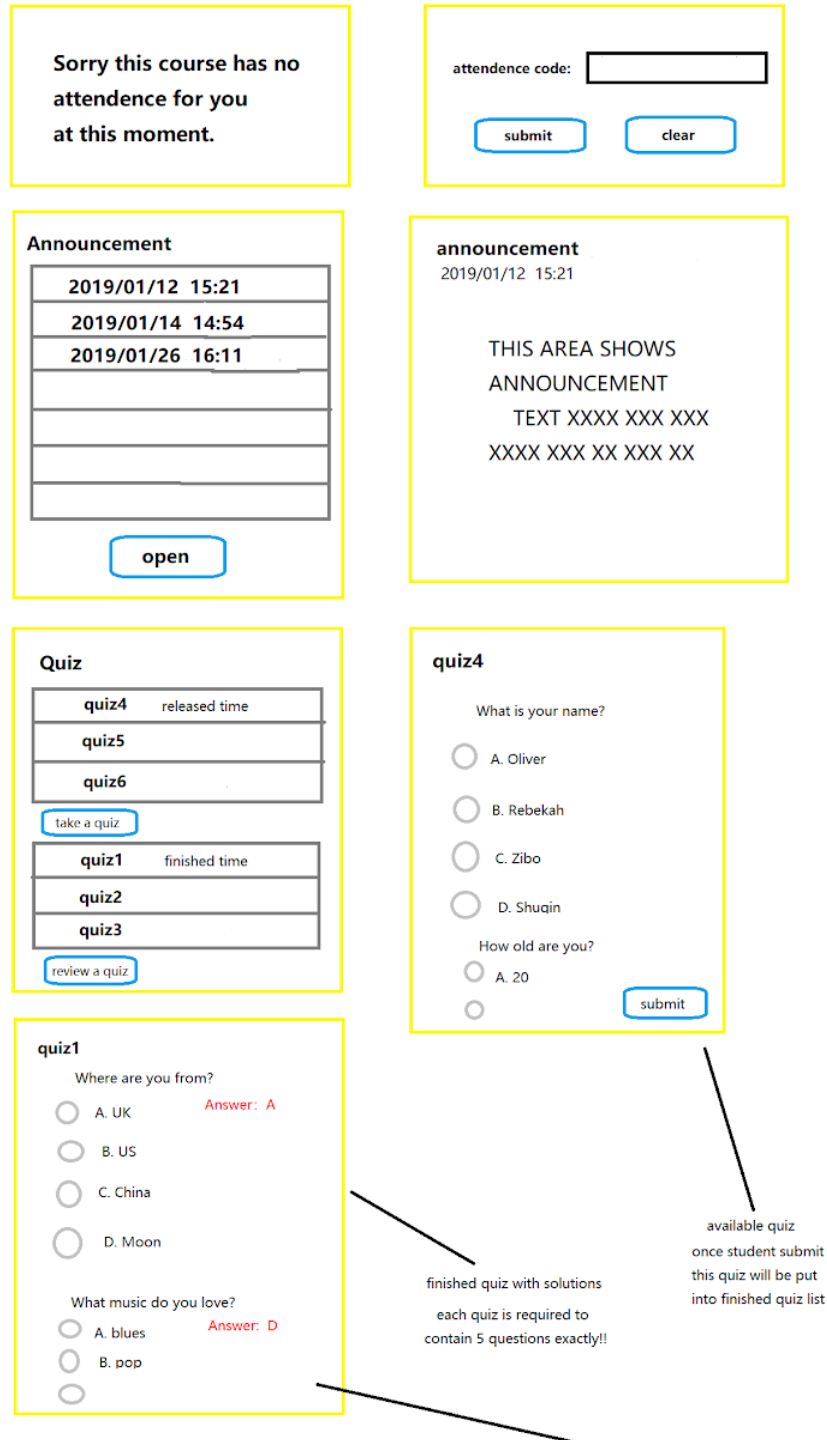 Sorry this course has no
attendence for you
at this moment.
attendence code:
submit
clear
Announcement
2019/01/12 15:21
2019/01/14 14:54
2019/01/26 16:11
open
announcement
2019/01/12 15:21
THIS AREA SHOWS
ANNOUNCEMENT
TEXT XXXX XXX XXX
XXXX XXX XX XXX XX
Quiz
quiz4 released time
quiz5
quiz6
take a quiz
quiz1 finished time
quiz2
quiz3
review a quiz
quiz4
What is your name?
A. Oliver
B. Rebekah
C. Zibo
D. Shuqin
How old are you?
A. 20
submit
quiz1
Where are you from?
A. UK Answer: A
B. US
C. China
D. Moon
What music do you love?
A. blues Answer: D
B. pop
finished quiz with solutions
each quiz is required to
contain 5 questions exactly!!
available quiz
once student submit
this quiz will be put
into finished quiz list